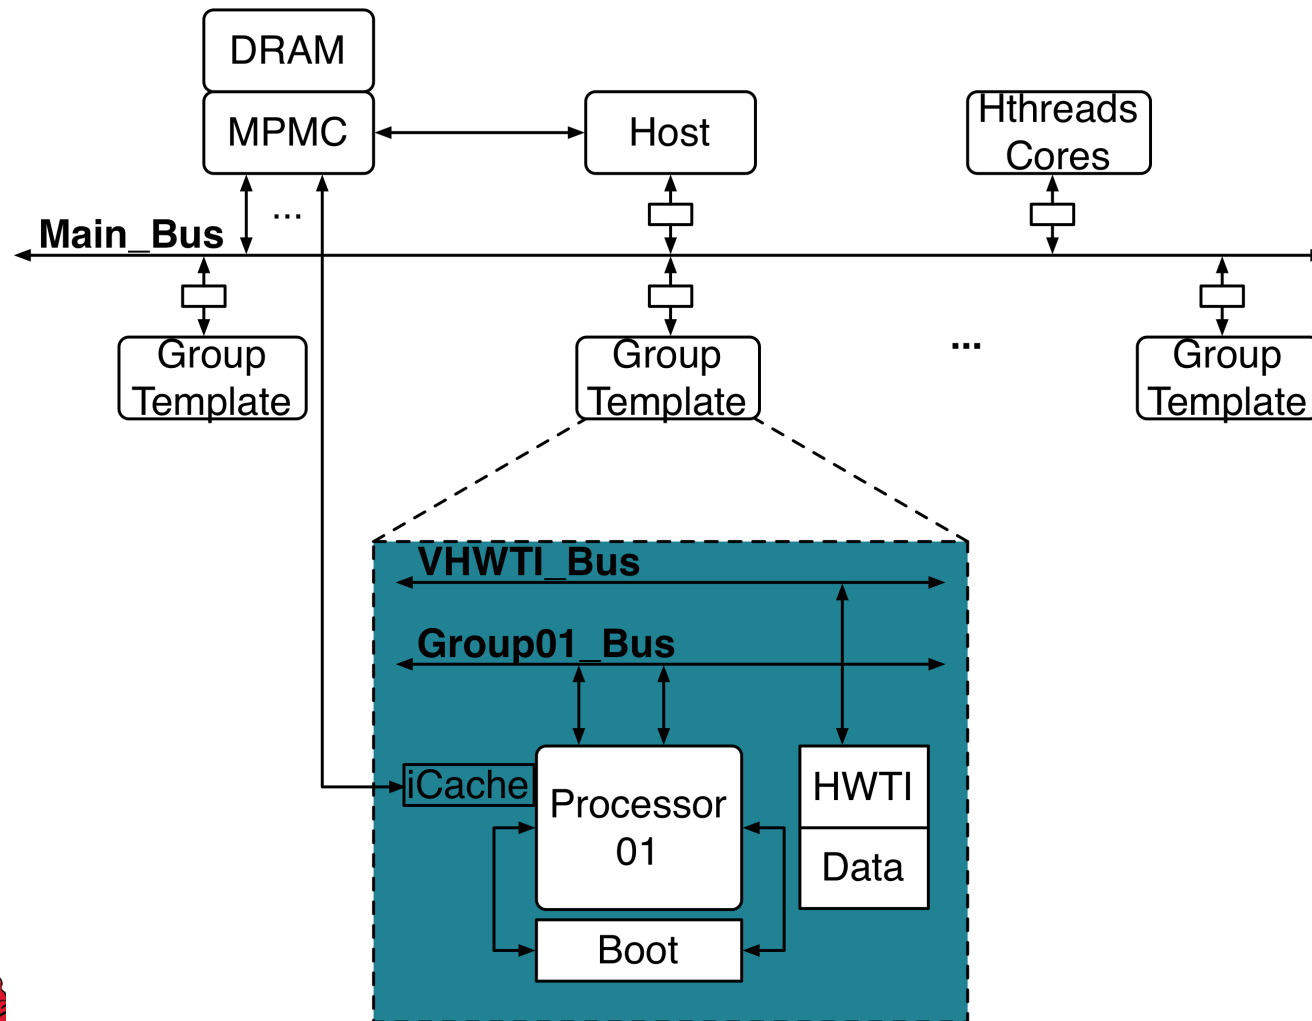 DRAM
MPMC
Host
Hthreads
Cores
...
Main_Bus
Group
Template
Group
Template
...
Group
Template
VHWTI_Bus
Group01_Bus
iCache
Processor
01
HWTI
Data
Boot